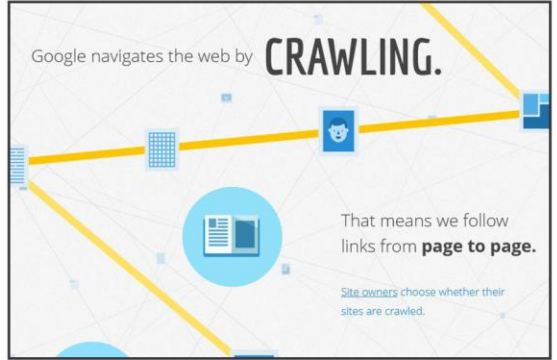 Google navigates the web by CRAWLING.
That means we follow
links from page to page.
Site owners choose whether their
sites are crawled.